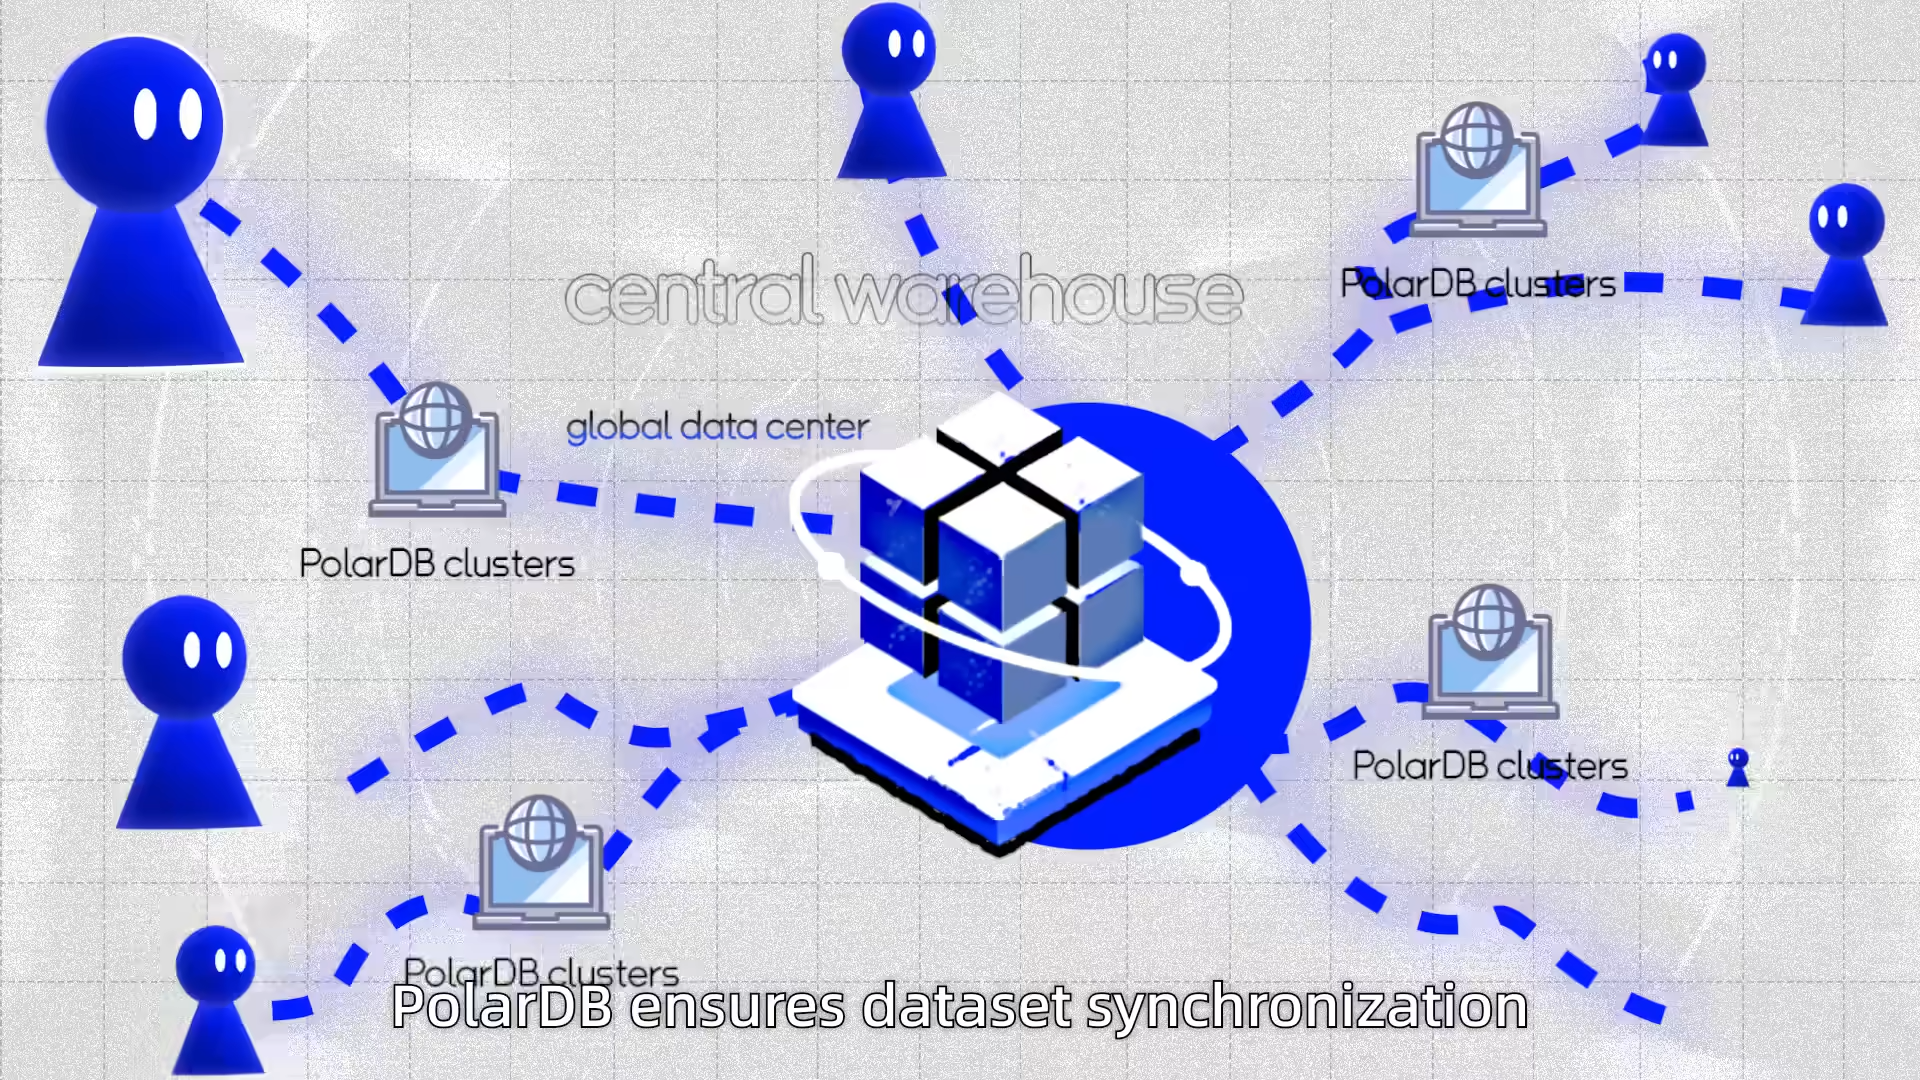 central warehouse
PolarDB clusters
global data center
PolarDB clusters
PolarDB clusters
PolarDB clusters
PolarDB ensures dataset synchronization